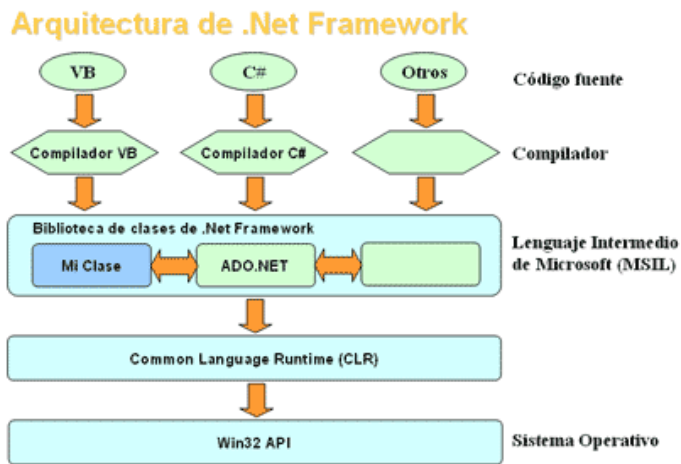 Arquitectura de .Net Framework
VB
C#
Otros
Código fuente
Compilador VB
Compilador C#
Compilador
Biblioteca de clases de .Net Framework
Mi Clase
ADO.NET
Lenguaje Intermedio
de Microsoft (MSIL)
Common Language Runtime (CLR)
Win32 API
Sistema Operativo